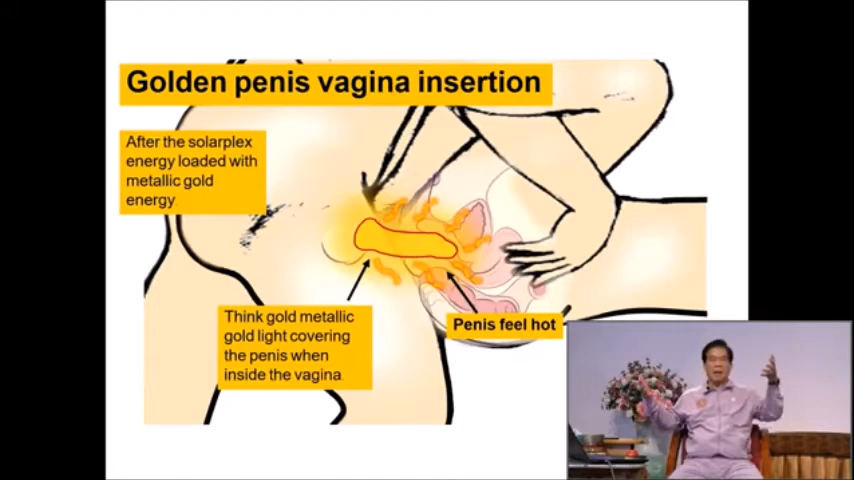 Golden penis vagina insertion
After the solarplex
energy loaded with
metallic gold
energy.
Think gold metallic
gold light covering
the penis when
inside the vagina.
Penis feel hot